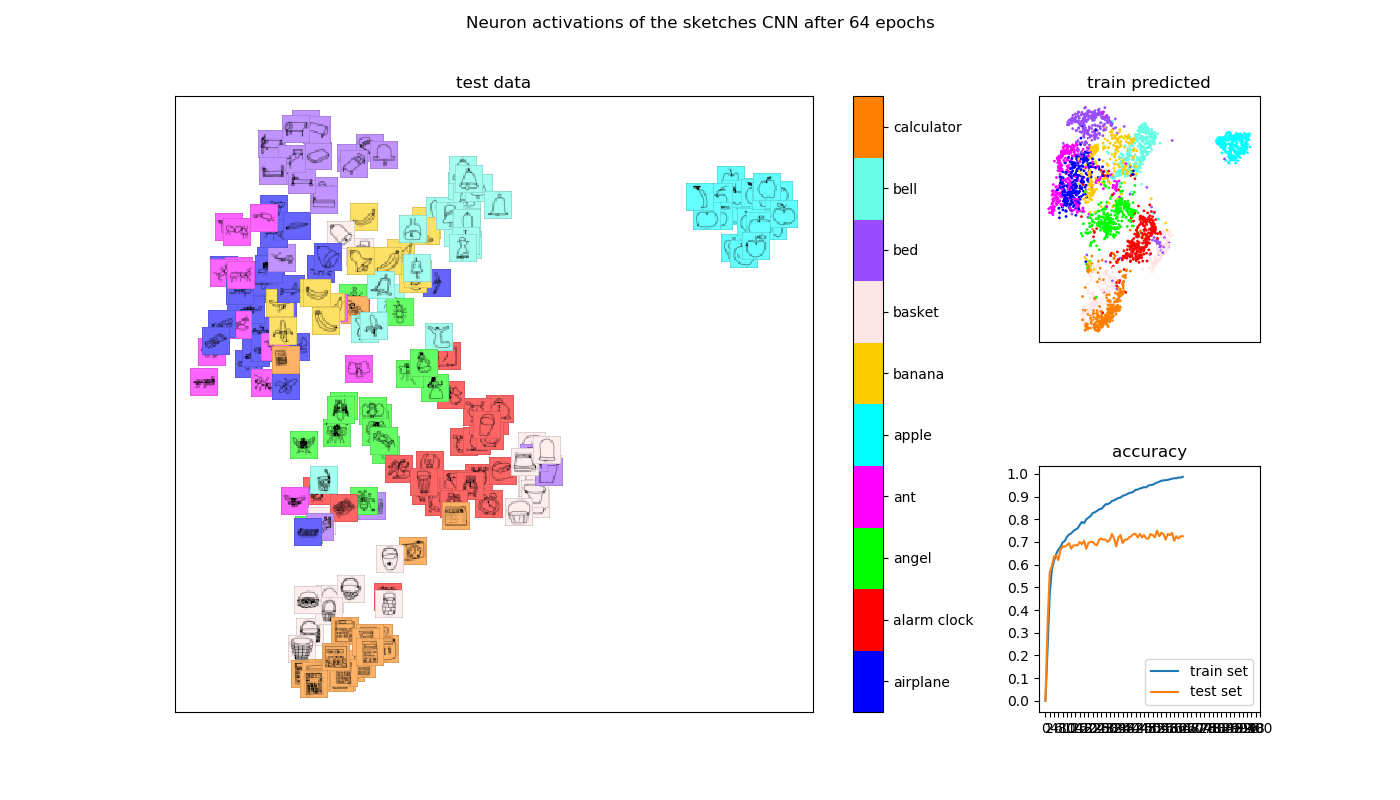 Neuron activations of the sketches CNN after 64 epochs
test data
calculator
bell
bed
basket
banana
apple
ant
angel
alarm clock
airplane
train predicted
accuracy
1.0
0.9
0.8
0.7
0.6
0.5
0.4
0.3
0.2
0.1
0.0
train set
test set